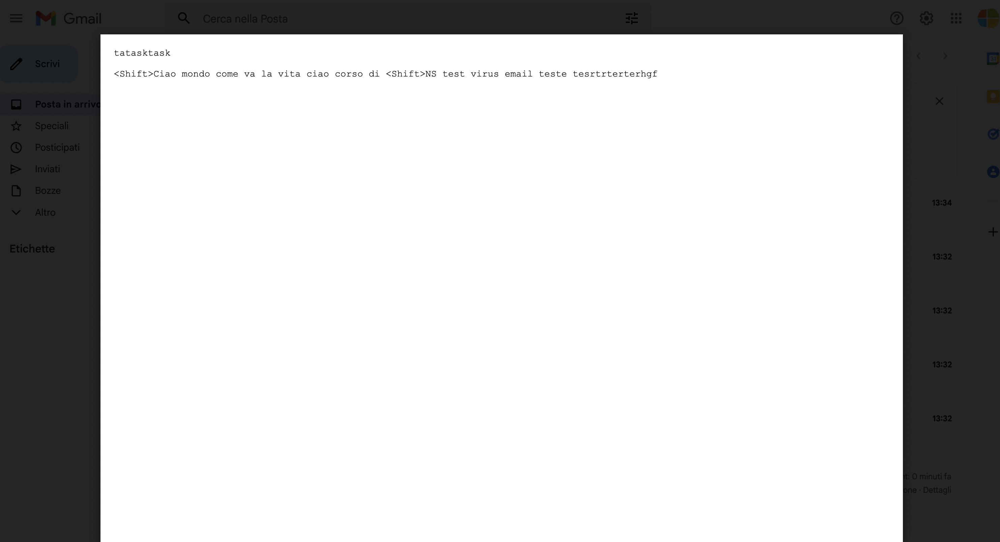 Gmail
Cerca nella Posta
Scrivi
tatasktask
<Shift>Ciao mondo come va la vita ciao corso di <Shift>NS test virus email teste tesrtrterterhgf
Posta in arrivo
Speciali
Posticipati
Inviati
Bozze
Altro
Etichette
31
13:34
13:32
13:32
13:32
13:32
0 minuti fa
Dettagli